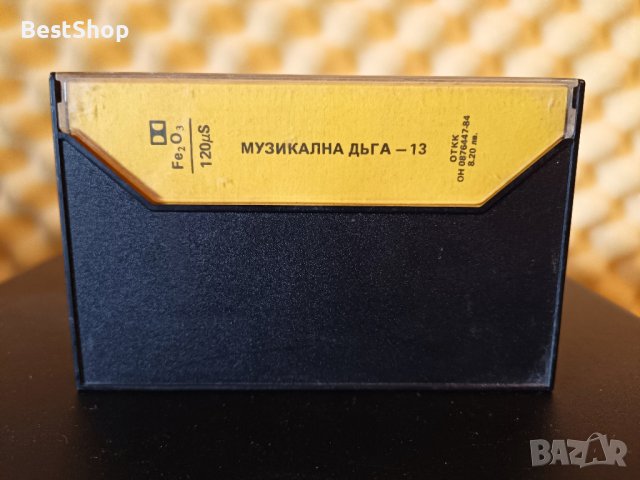 BestShop
Fe₂O₃
120μS
МУЗИКАЛНА ДЪГА – 13
ОТКК
ОН 0876447-84
8.20 лв.
BAZAR